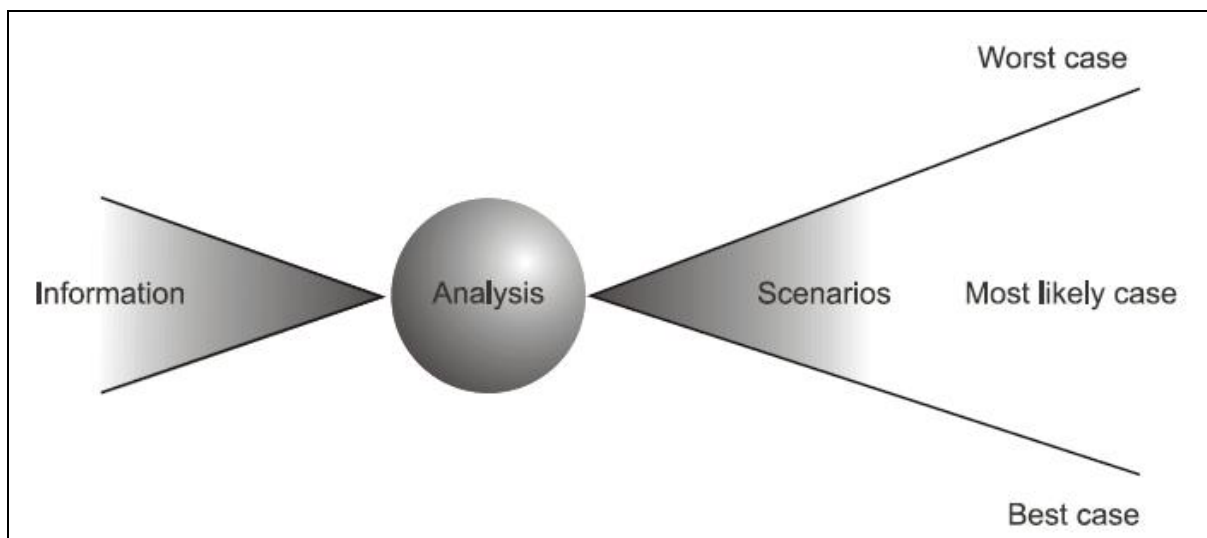 Worst case
Information
Analysis
Scenarios
Most likely case
Best case